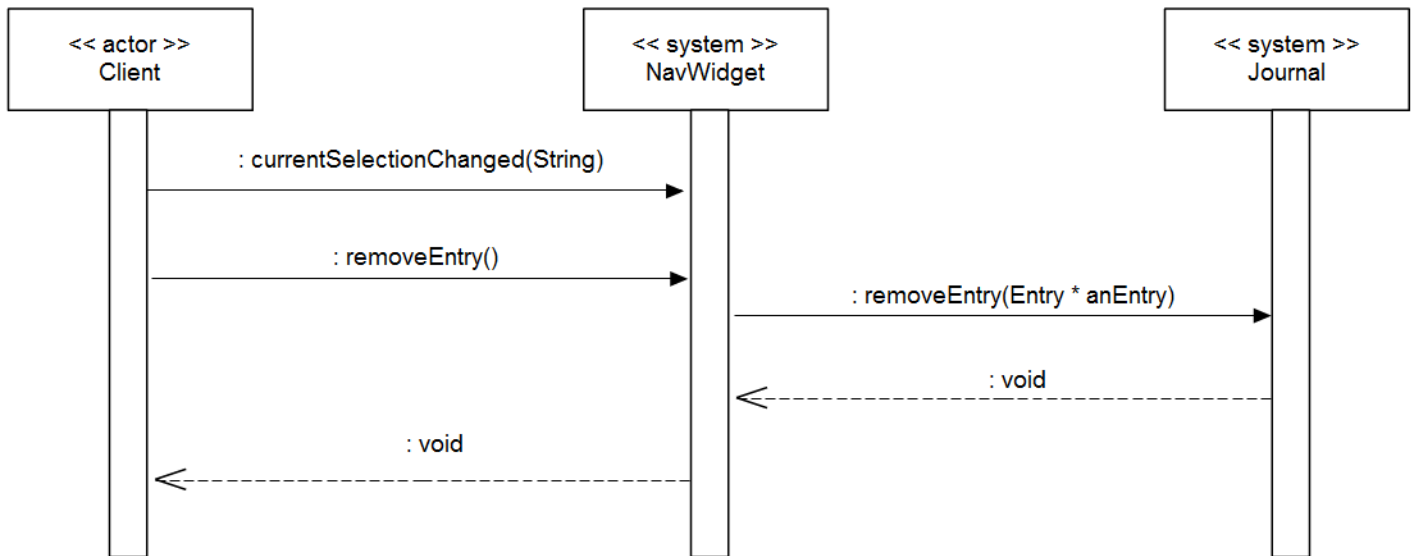 << actor >>
Client
<< system >>
NavWidget
<< system >>
Journal
: currentSelectionChanged(String)
: removeEntry()
: removeEntry(Entry * anEntry)
: void
: void